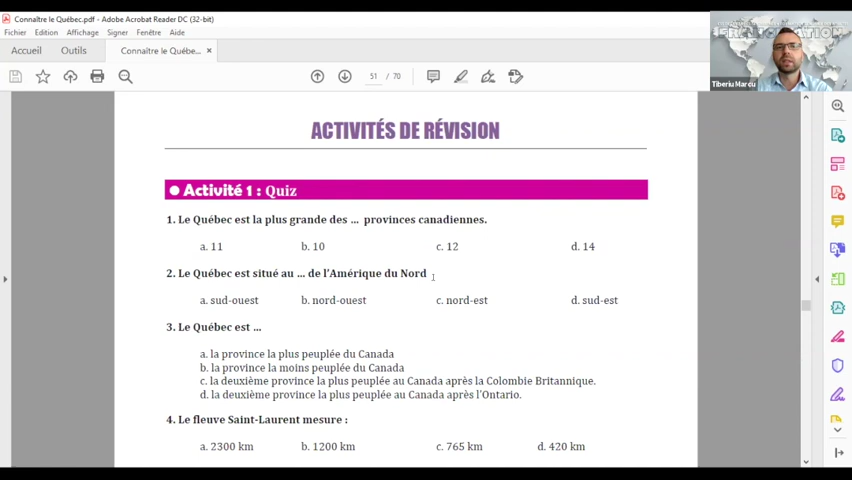 Connaître le Québec.pdf - Adobe Acrobat Reader DC (32-bit)
Fichier Edition Affichage Signer Fenêtre Aide
Accueil Outils Connaître le Québe... ×
51 / 70
Tiberiu Marcu
ACTIVITÉS DE RÉVISION
Activité 1 : Quiz
1. Le Québec est la plus grande des ... provinces canadiennes.
a. 11 b. 10 c. 12 d. 14
2. Le Québec est situé au ... de l'Amérique du Nord
a. sud-ouest b. nord-ouest c. nord-est d. sud-est
3. Le Québec est ...
a. la province la plus peuplée du Canada
b. la province la moins peuplée du Canada
c. la deuxième province la plus peuplée au Canada après la Colombie Britannique.
d. la deuxième province la plus peuplée au Canada après l'Ontario.
4. Le fleuve Saint-Laurent mesure :
a. 2300 km b. 1200 km c. 765 km d. 420 km